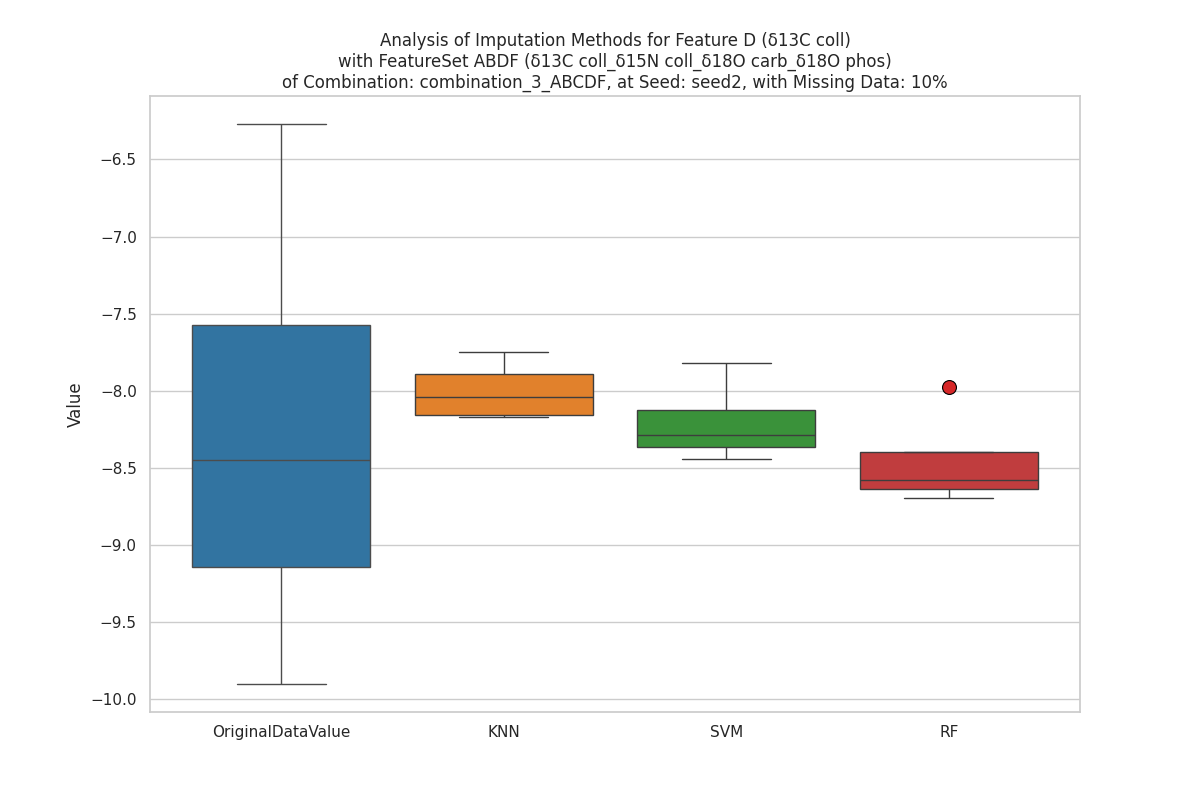 Analysis of Imputation Methods for Feature D (δ13C coll)
with FeatureSet ABDF (δ13C coll_δ15N coll_δ18O carb_δ18O phos)
of Combination: combination_3_ABCDF, at Seed: seed2, with Missing Data: 10%
−6.5
−7.0
−7.5
−8.0
−8.5
−9.0
−9.5
−10.0
Value
OriginalDataValue
KNN
SVM
RF